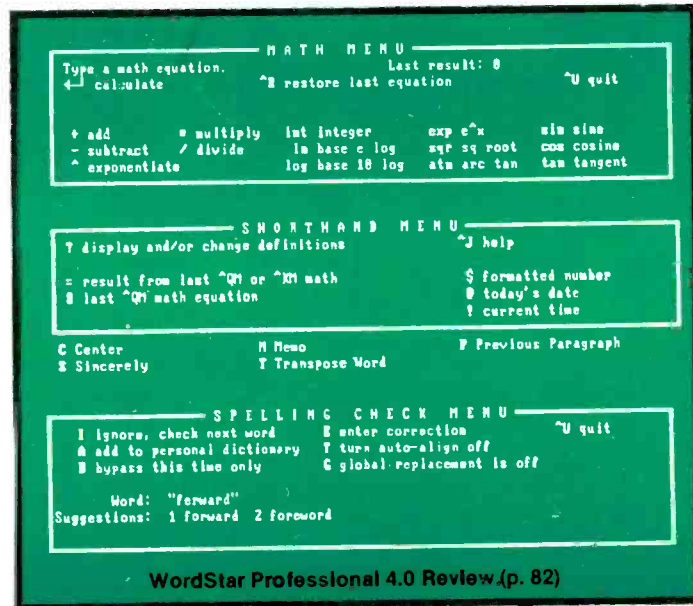 MATH MENU
Type a math equation. Last result: 0
calculate ^R restore last equation ^U quit
+ add * multiply int integer exp e^x sin sine
- subtract / divide ln base e log sqr sq root cos cosine
^ exponentiate log base 10 log atn arc tan tan tangent
SHORTHAND MENU
? display and/or change definitions ^J help
= result from last ^QM or ^KM math $ formatted number
# last ^QM math equation @ today's date
! current time
C Center M Memo P Previous Paragraph
S Sincerely T Transpose Word
SPELLING CHECK MENU
I ignore, check next word E enter correction ^U quit
A add to personal dictionary T turn auto-align off
B bypass this time only G global replacement is off
Word: "ferward"
Suggestions: 1 forward 2 foreword
WordStar Professional 4.0 Review (p. 82)